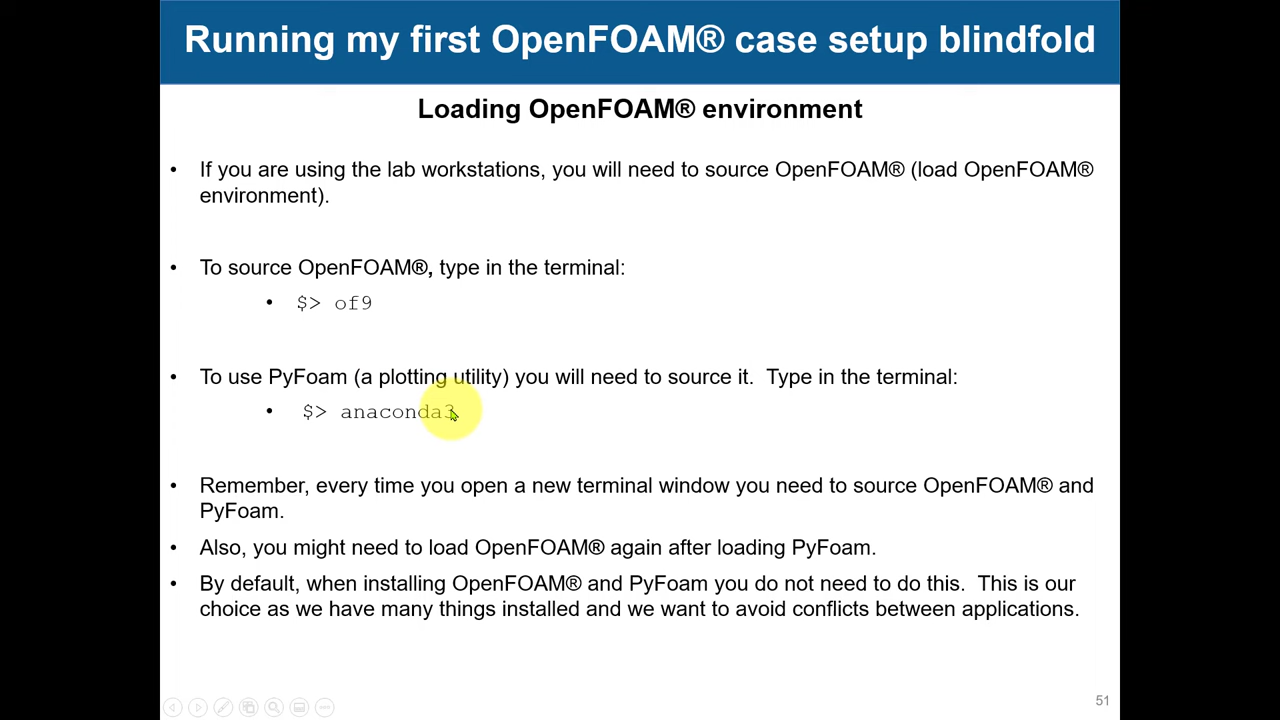 Running my first OpenFOAM® case setup blindfold
Loading OpenFOAM® environment
• If you are using the lab workstations, you will need to source OpenFOAM® (load OpenFOAM®
environment).
• To source OpenFOAM®, type in the terminal:
• $> of9
• To use PyFoam (a plotting utility) you will need to source it. Type in the terminal:
• $> anaconda3
• Remember, every time you open a new terminal window you need to source OpenFOAM® and
PyFoam.
• Also, you might need to load OpenFOAM® again after loading PyFoam.
• By default, when installing OpenFOAM® and PyFoam you do not need to do this. This is our
choice as we have many things installed and we want to avoid conflicts between applications.
51